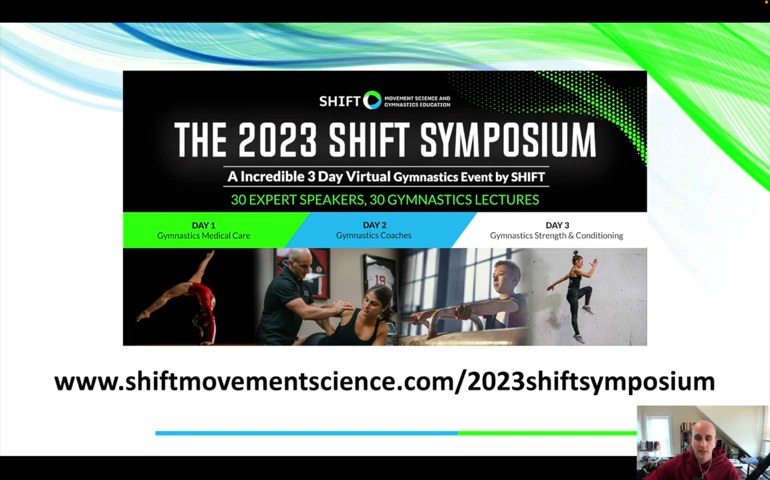 SHIFT MOVEMENT SCIENCE AND
GYMNASTICS EDUCATION
THE 2023 SHIFT SYMPOSIUM
A Incredible 3 Day Virtual Gymnastics Event by SHIFT
30 EXPERT SPEAKERS, 30 GYMNASTICS LECTURES
DAY 1
Gymnastics Medical Care
DAY 2
Gymnastics Coaches
DAY 3
Gymnastics Strength & Conditioning
19
www.shiftmovementscience.com/2023shiftsymposium